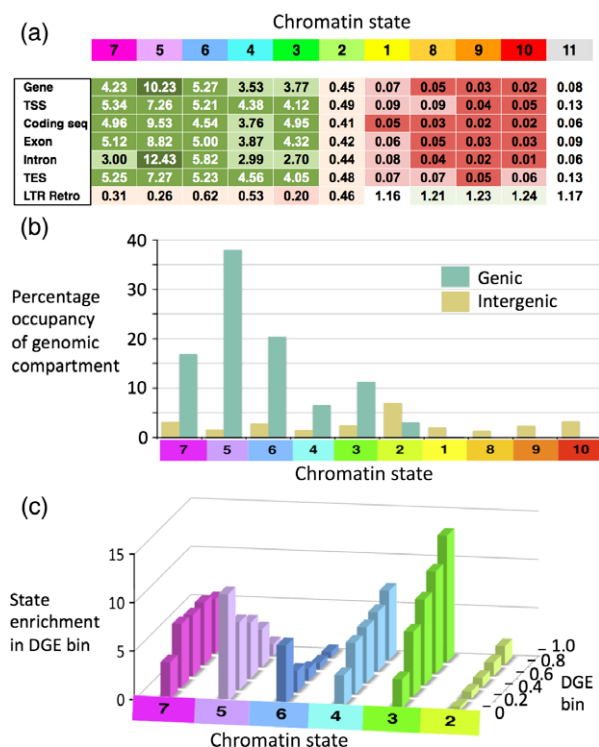 (a)
Chromatin state
7 5 6 4 3 2 1 8 9 10 11
Gene 4.23 10.23 5.27 3.53 3.77 0.45 0.07 0.05 0.03 0.02 0.08
TSS 5.34 7.26 5.21 4.38 4.12 0.49 0.09 0.09 0.04 0.05 0.13
Coding seq 4.96 9.53 4.54 3.76 4.95 0.41 0.05 0.03 0.02 0.02 0.06
Exon 5.12 8.82 5.00 3.87 4.32 0.42 0.06 0.05 0.03 0.03 0.09
Intron 3.00 12.43 5.82 2.99 2.70 0.44 0.08 0.04 0.02 0.01 0.06
TES 5.25 7.27 5.23 4.56 4.05 0.48 0.07 0.07 0.05 0.06 0.13
LTR Retro 0.31 0.26 0.62 0.53 0.20 0.46 1.16 1.21 1.23 1.24 1.17
(b)
Percentage
occupancy
of genomic
compartment
40
30
20
10
0
Genic
Intergenic
7 5 6 4 3 2 1 8 9 10
Chromatin state
(c)
State
enrichment
in DGE bin
15
10
5
0
1.0
0.8
0.6
0.4
0.2
0
DGE
bin
7 5 6 4 3 2
Chromatin state